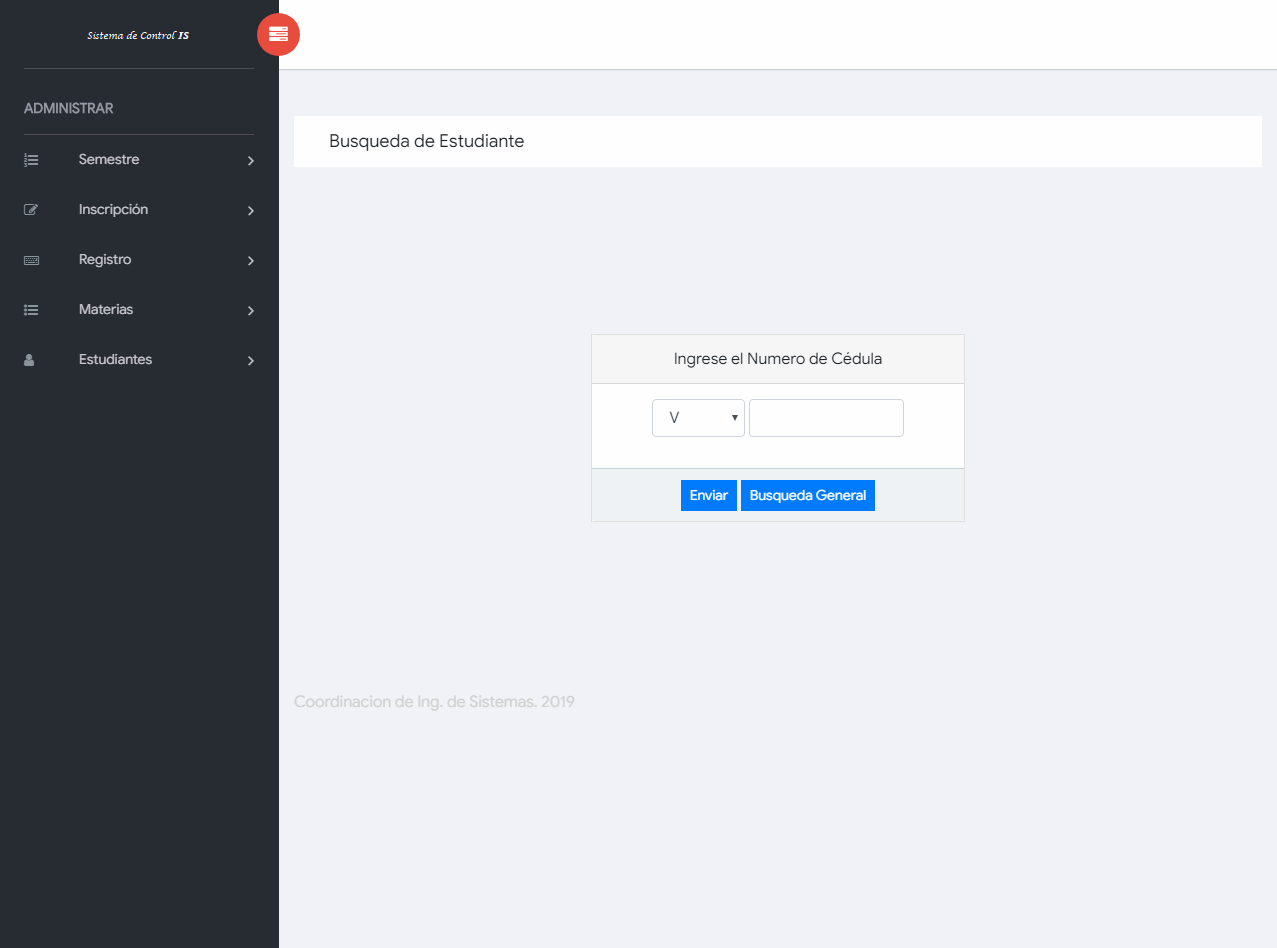 Sistema de Control IS
ADMINISTRAR
Semestre
Inscripción
Registro
Materias
Estudiantes
Busqueda de Estudiante
Ingrese el Numero de Cédula
V
Enviar Busqueda General
Coordinacion de Ing. de Sistemas. 2019